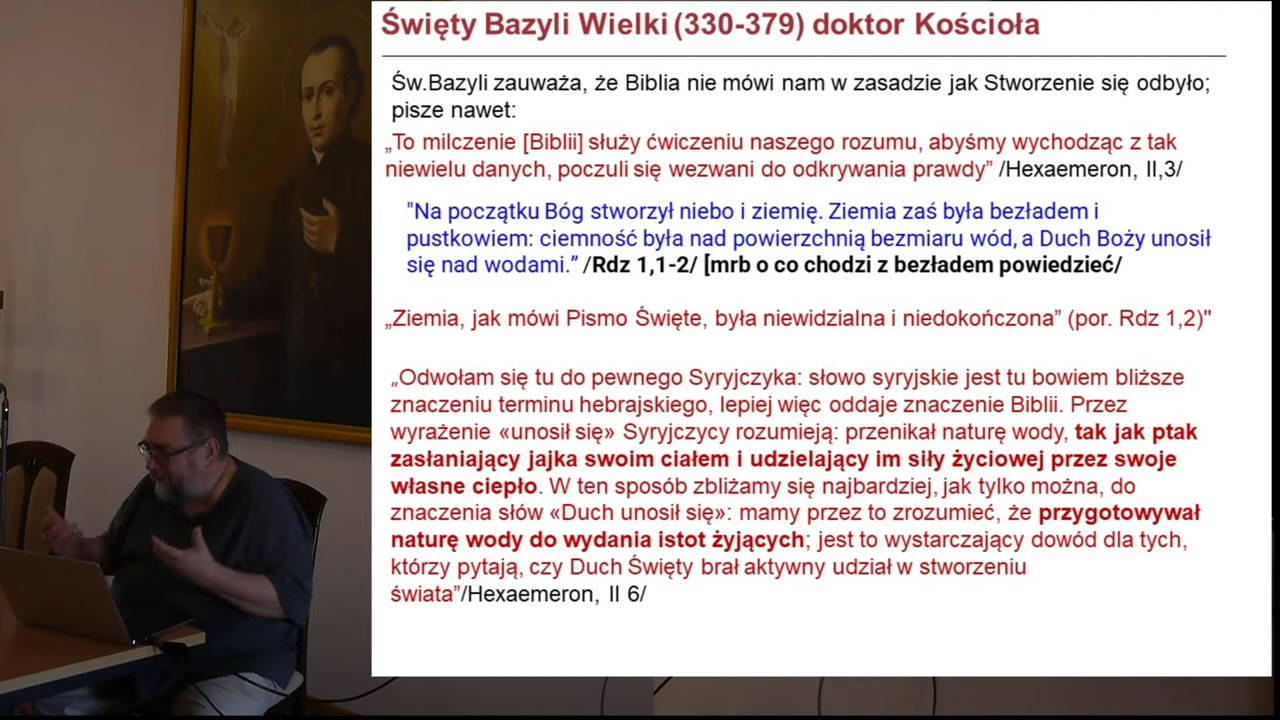 Święty Bazyli Wielki (330-379) doktor Kościoła
Św.Bazyli zauważa, że Biblia nie mówi nam w zasadzie jak Stworzenie się odbyło;
pisze nawet:
„To milczenie [Biblii] służy ćwiczeniu naszego rozumu, abyśmy wychodząc z tak
niewielu danych, poczuli się wezwani do odkrywania prawdy” /Hexaemeron, II,3/
"Na początku Bóg stworzył niebo i ziemię. Ziemia zaś była bezładem i
pustkowiem: ciemność była nad powierzchnią bezmiaru wód, a Duch Boży unosił
się nad wodami.” /Rdz 1,1-2/ [mrb o co chodzi z bezładem powiedzieć/
„Ziemia, jak mówi Pismo Święte, była niewidzialna i niedokończona” (por. Rdz 1,2)"
„Odwołam się tu do pewnego Syryjczyka: słowo syryjskie jest tu bowiem bliższe
znaczeniu terminu hebrajskiego, lepiej więc oddaje znaczenie Biblii. Przez
wyrażenie «unosił się» Syryjczycy rozumieją: przenikał naturę wody, tak jak ptak
zasłaniający jajka swoim ciałem i udzielający im siły życiowej przez swoje
własne ciepło. W ten sposób zbliżamy się najbardziej, jak tylko można, do
znaczenia słów «Duch unosił się»: mamy przez to zrozumieć, że przygotowywał
naturę wody do wydania istot żyjących; jest to wystarczający dowód dla tych,
którzy pytają, czy Duch Święty brał aktywny udział w stworzeniu
świata”/Hexaemeron, II 6/